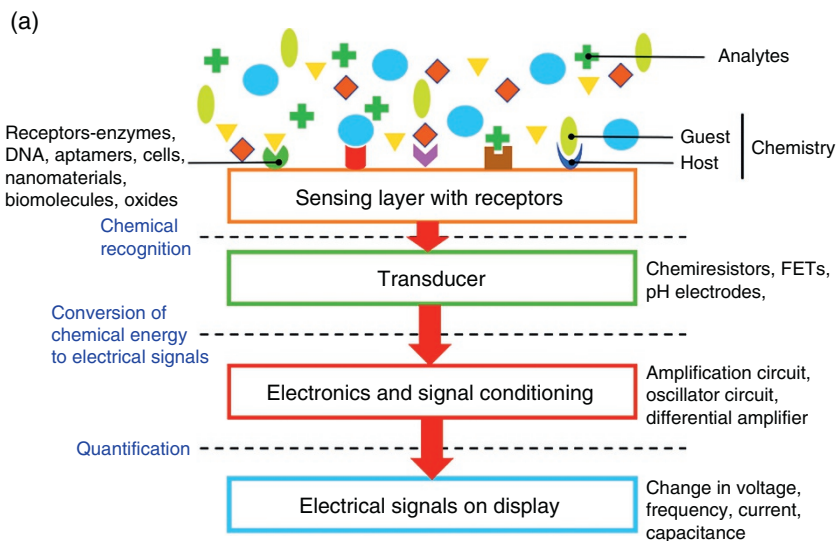 (a)
Analytes
Receptors-enzymes,
DNA, aptamers, cells,
nanomaterials,
biomolecules, oxides
Guest
Host
Chemistry
Sensing layer with receptors
Chemical
recognition
Transducer
Chemiresistors, FETs,
pH electrodes,
Conversion of
chemical energy
to electrical signals
Electronics and signal conditioning
Amplification circuit,
oscillator circuit,
differential amplifier
Quantification
Electrical signals on display
Change in voltage,
frequency, current,
capacitance